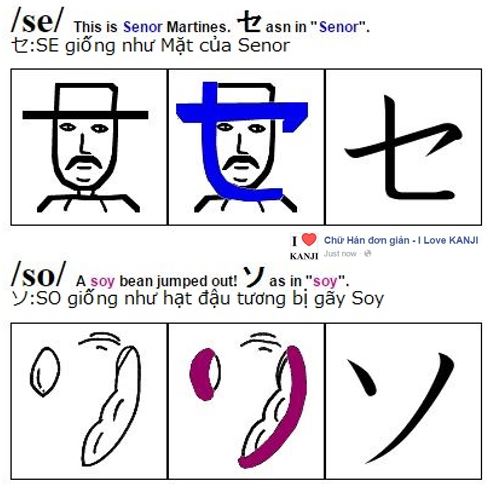 /se/ This is Senor Martines. セ asn in "Senor".
セ:SE giống như Mặt của Senor
セ
I ❤ KANJI
Chữ Hán đơn giản - I Love KANJI
Just now ·
/so/ A soy bean jumped out! ソ as in "soy".
ソ:SO giống như hạt đậu tương bị gãy Soy
ソ